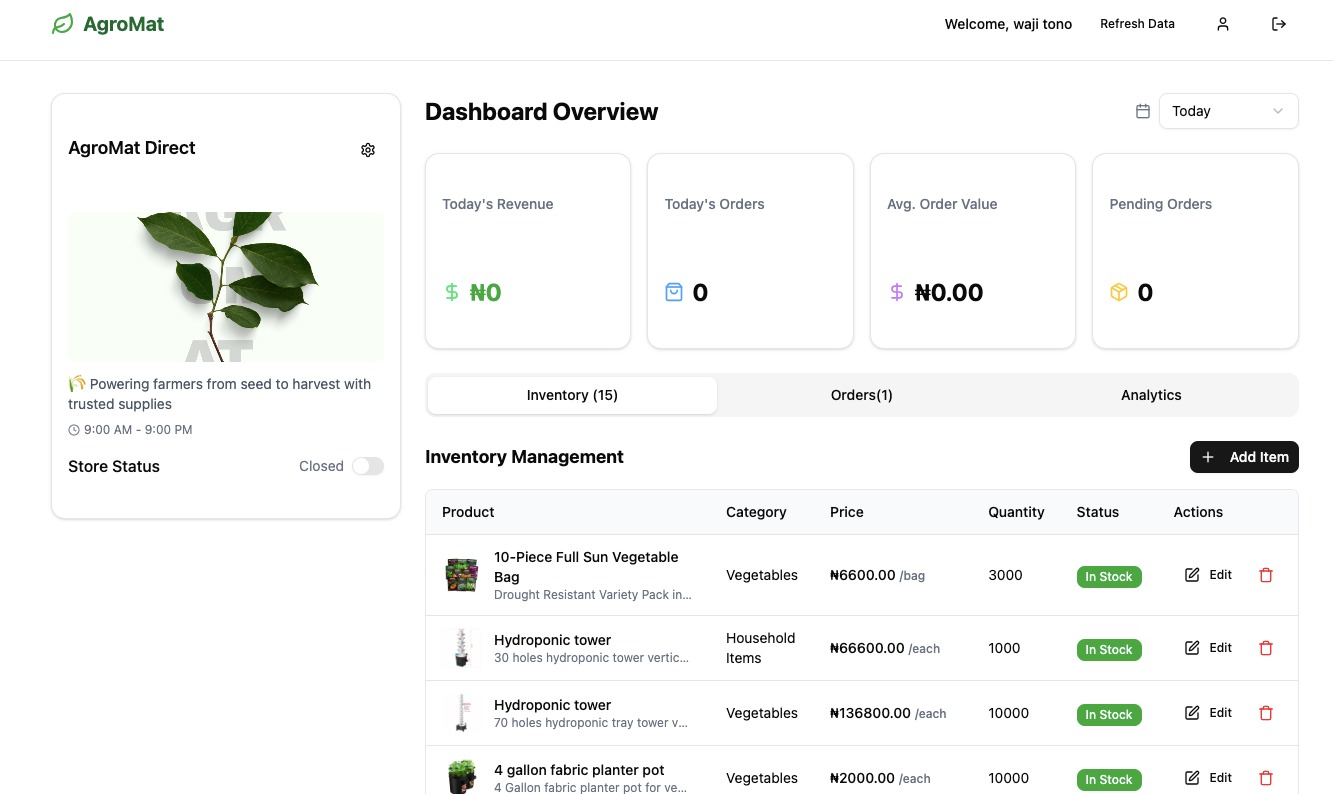 AgroMat
Welcome, waji tono
Refresh Data
AgroMat Direct
AGR
OM
AT
🌾 Powering farmers from seed to harvest with
trusted supplies
9:00 AM - 9:00 PM
Store Status
Closed
Dashboard Overview
Today
Today's Revenue
$ ₦0
Today's Orders
0
Avg. Order Value
$ ₦0.00
Pending Orders
0
Inventory (15)
Orders(1)
Analytics
Inventory Management
+ Add Item
Product Category Price Quantity Status Actions
10-Piece Full Sun Vegetable
Bag
Drought Resistant Variety Pack in...
Vegetables
₦6600.00 /bag
3000
In Stock
Edit
Hydroponic tower
30 holes hydroponic tower vertic...
Household
Items
₦66600.00 /each
1000
In Stock
Edit
Hydroponic tower
70 holes hydroponic tray tower v...
Vegetables
₦136800.00 /each
10000
In Stock
Edit
4 gallon fabric planter pot
4 Gallon fabric planter pot for ve...
Vegetables
₦2000.00 /each
10000
In Stock
Edit